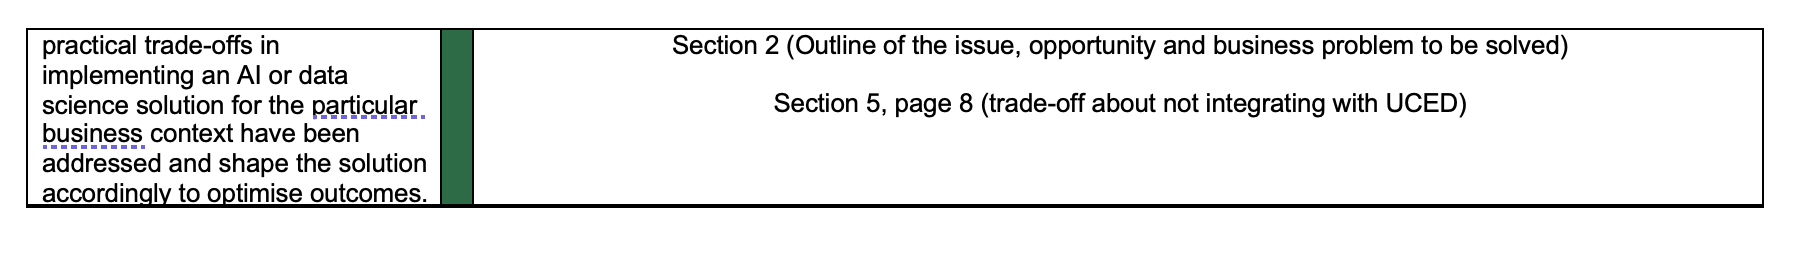 practical trade-offs in
implementing an AI or data
science solution for the particular
business context have been
addressed and shape the solution
accordingly to optimise outcomes.
Section 2 (Outline of the issue, opportunity and business problem to be solved)
Section 5, page 8 (trade-off about not integrating with UCED)